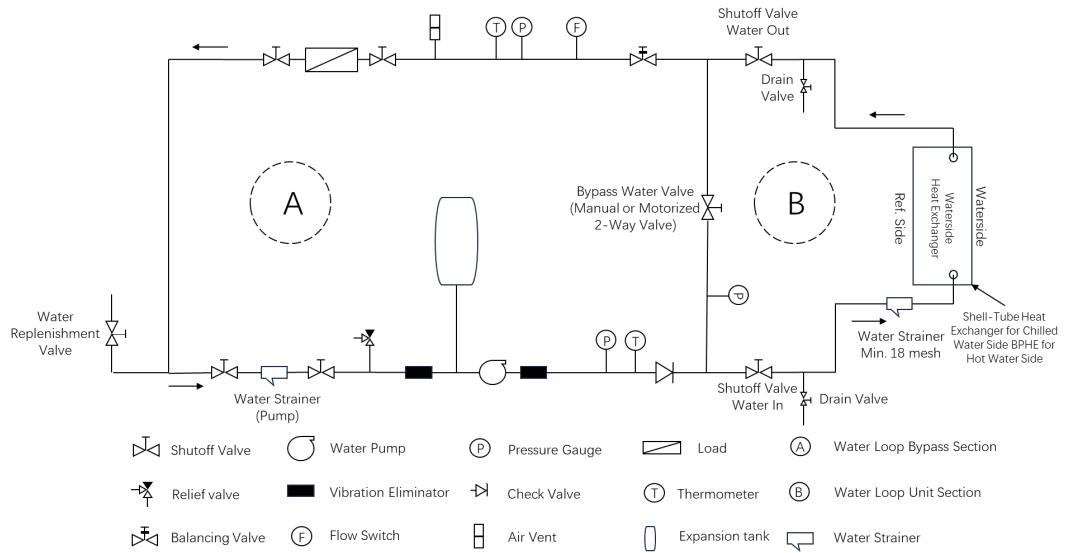 T
P
F
Shutoff Valve
Water Out
Drain
Valve
A
B
Bypass Water Valve
(Manual or Motorized
2-Way Valve)
Ref. Side
Waterside
Heat Exchanger
Waterside
P
Water
Replenishment
Valve
Water Strainer
(Pump)
P
T
Shutoff Valve
Water In
Drain Valve
Water Strainer
Min. 18 mesh
Shell-Tube Heat
Exchanger for Chilled
Water Side BPHE for
Hot Water Side
Shutoff Valve
Water Pump
P
Pressure Gauge
Load
A
Water Loop Bypass Section
Relief valve
Vibration Eliminator
Check Valve
T
Thermometer
B
Water Loop Unit Section
Balancing Valve
F
Flow Switch
Air Vent
Expansion tank
Water Strainer